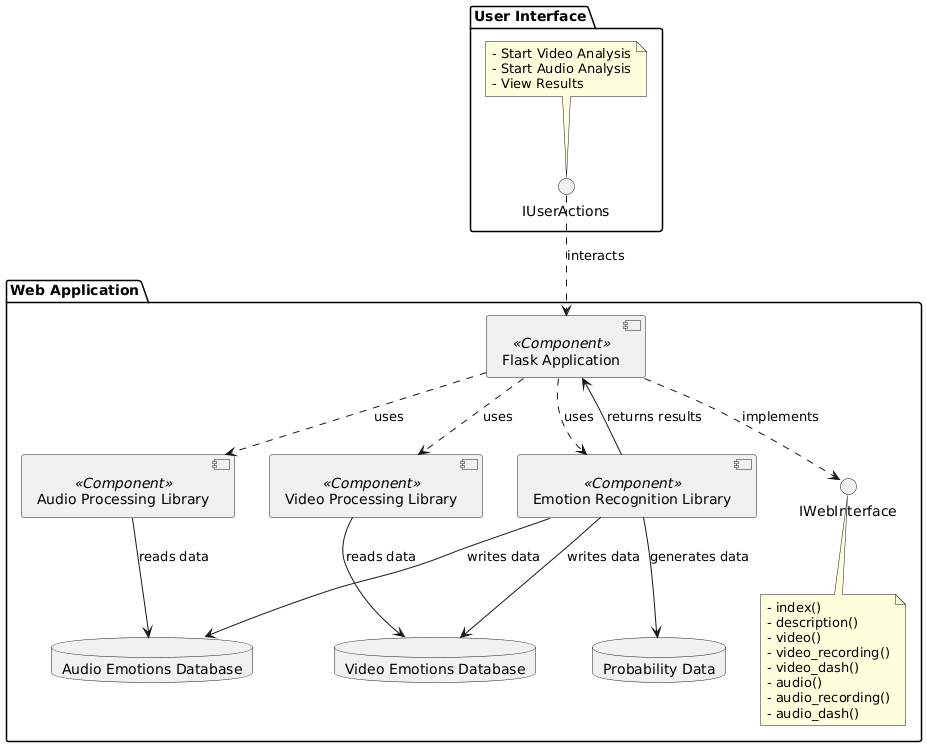 User Interface
- Start Video Analysis
- Start Audio Analysis
- View Results
IUserActions
interacts
Web Application
«Component»
Flask Application
uses
uses
uses
returns results
implements
«Component»
Audio Processing Library
«Component»
Video Processing Library
«Component»
Emotion Recognition Library
IWebInterface
reads data
reads data
writes data
writes data
generates data
- index()
- description()
- video()
- video_recording()
- video_dash()
- audio()
- audio_recording()
- audio_dash()
Audio Emotions Database
Video Emotions Database
Probability Data